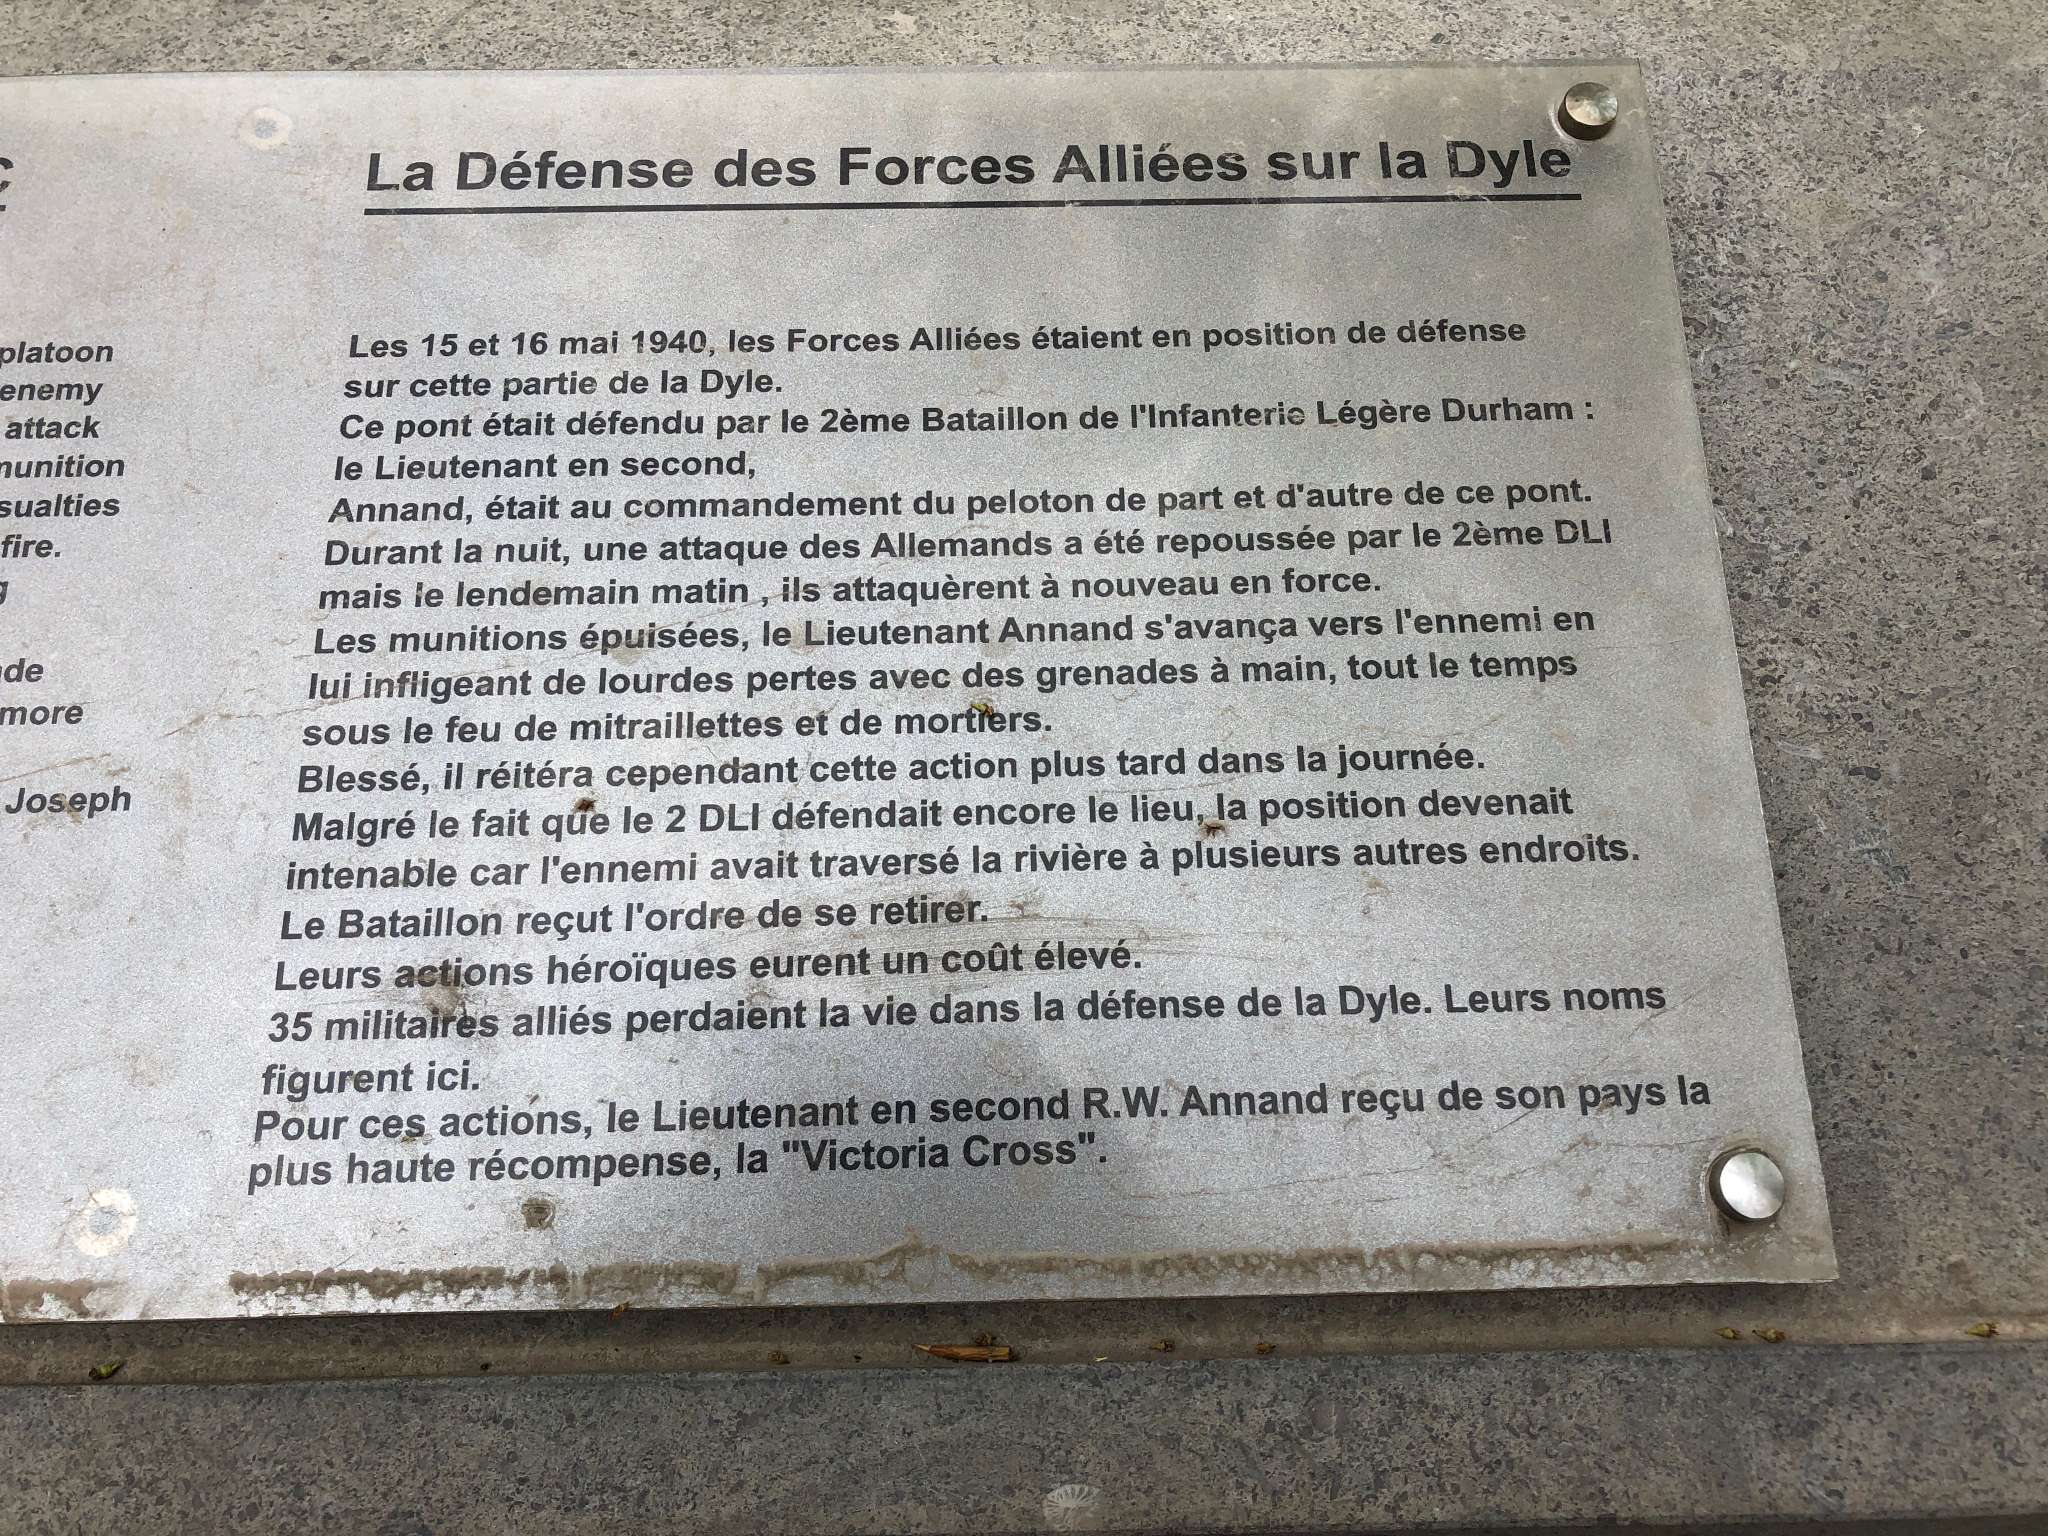 platoon
enemy
attack
sualties
fire.
more
Joseph
La Défense des Forces Alliées sur la Dyle
Les 15 et 16 mai 1940, les Forces Alliées étaient en position de défense
sur cette partie de la Dyle.
Ce pont était défendu par le 2ème Bataillon de l'Infanterie Légère Durham :
le Lieutenant en second,
Annand, était au commandement du peloton de part et d'autre de ce pont.
Durant la nuit, une attaque des Allemands a été repoussée par le 2ème DLI
mais le lendemain matin , ils attaquèrent à nouveau en force.
Les munitions épuisées, le Lieutenant Annand s'avança vers l'ennemi en
lui infligeant de lourdes pertes avec des grenades à main, tout le temps
sous le feu de mitraillettes et de mortiers.
Blessé, il réitéra cependant cette action plus tard dans la journée.
Malgré le fait que le 2 DLI défendait encore le lieu, la position devenait
intenable car l'ennemi avait traversé la rivière à plusieurs autres endroits.
Le Bataillon reçut l'ordre de se retirer.
Leurs actions héroïques eurent un coût élevé.
35 militaires alliés perdaient la vie dans la défense de la Dyle. Leurs noms
figurent ici.
Pour ces actions, le Lieutenant en second R.W. Annand reçu de son pays la
plus haute récompense, la "Victoria Cross".